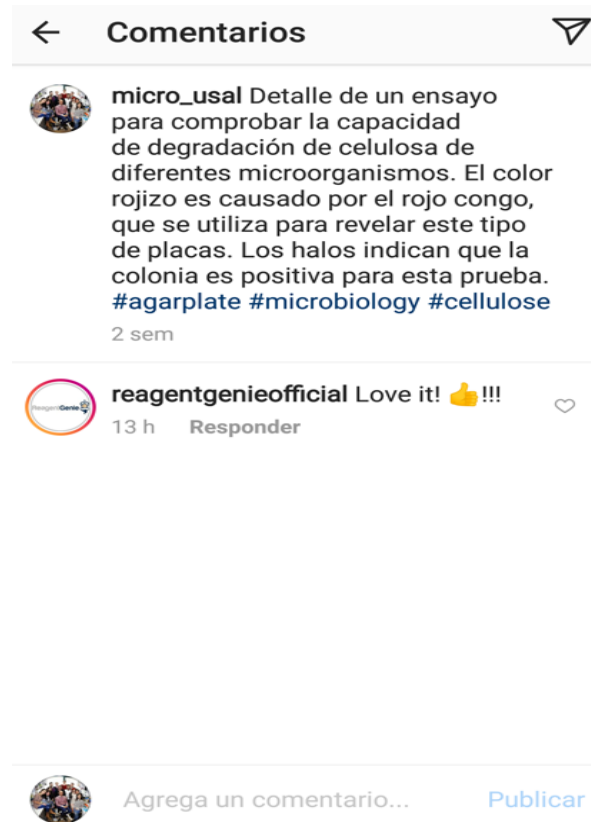 Comentarios
micro_usal Detalle de un ensayo
para comprobar la capacidad
de degradación de celulosa de
diferentes microorganismos. El color
rojizo es causado por el rojo congo,
que se utiliza para revelar este tipo
de placas. Los halos indican que la
colonia es positiva para esta prueba.
#agarplate #microbiology #cellulose
2 sem
ReagentGenie
reagentgenieofficial Love it! 👍!!!
13 h Responder
Agrega un comentario... Publicar